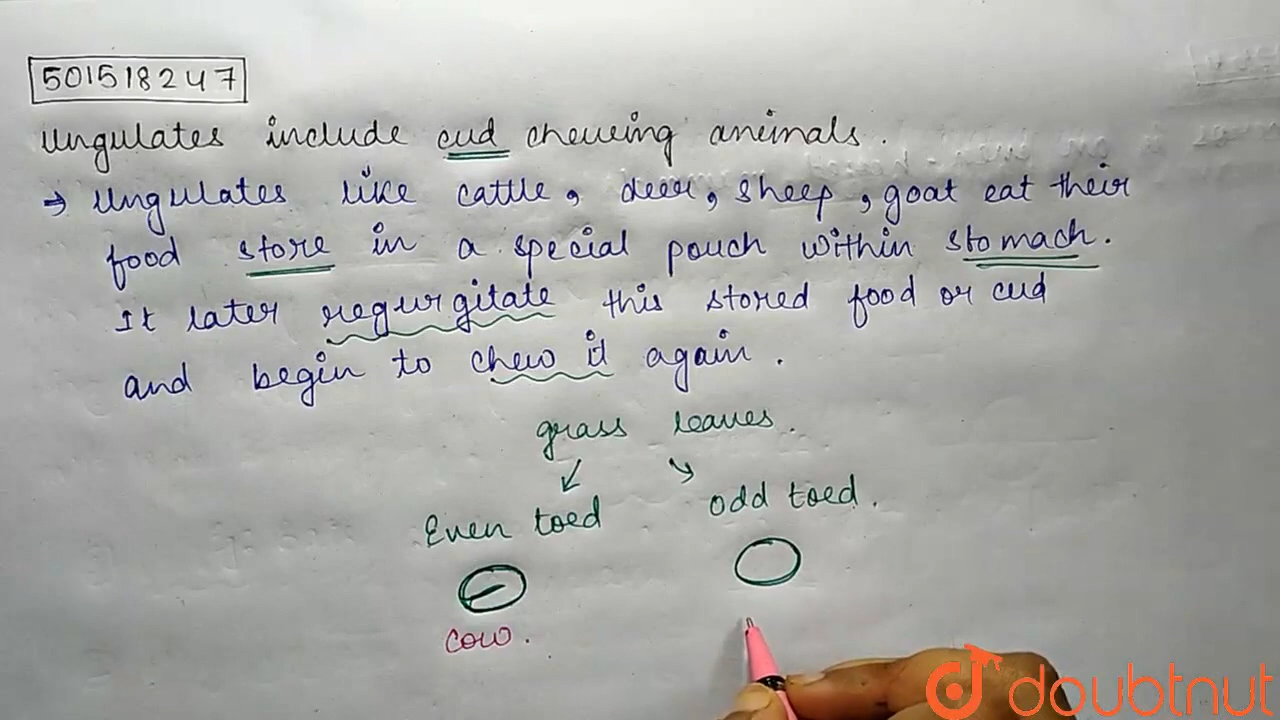 501518247
Ungulates include cud chewing animals.
→ Ungulates like cattle, deer, sheep, goat eat their
food store in a special pouch within stomach.
It later regurgitate this stored food or cud
and begin to chew it again.
grass leaves.
Even toed
odd toed.
cow.
doubtnut